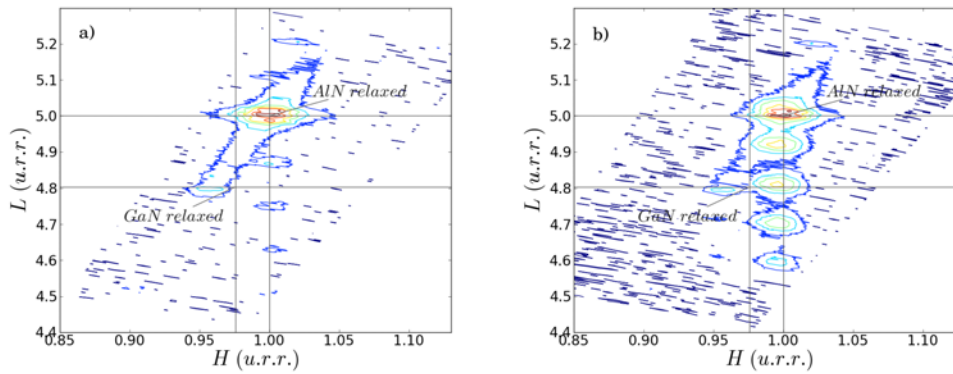 a)
5.2
5.1
5.0
4.9
4.8
4.7
4.6
4.5
4.4
L (u.r.r.)
AlN relaxed
GaN relaxed
0.85 0.90 0.95 1.00 1.05 1.10
H (u.r.r.)
b)
5.2
5.1
5.0
4.9
4.8
4.7
4.6
4.5
4.4
L (u.r.r.)
AlN relaxed
GaN relaxed
0.85 0.90 0.95 1.00 1.05 1.10
H (u.r.r.)